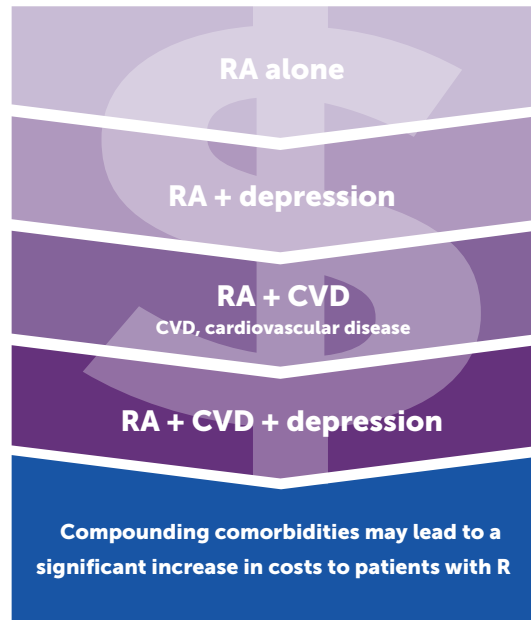 RA alone
RA + depression
RA + CVD
CVD, cardiovascular disease
RA + CVD + depression
Compounding comorbidities may lead to a
significant increase in costs to patients with R